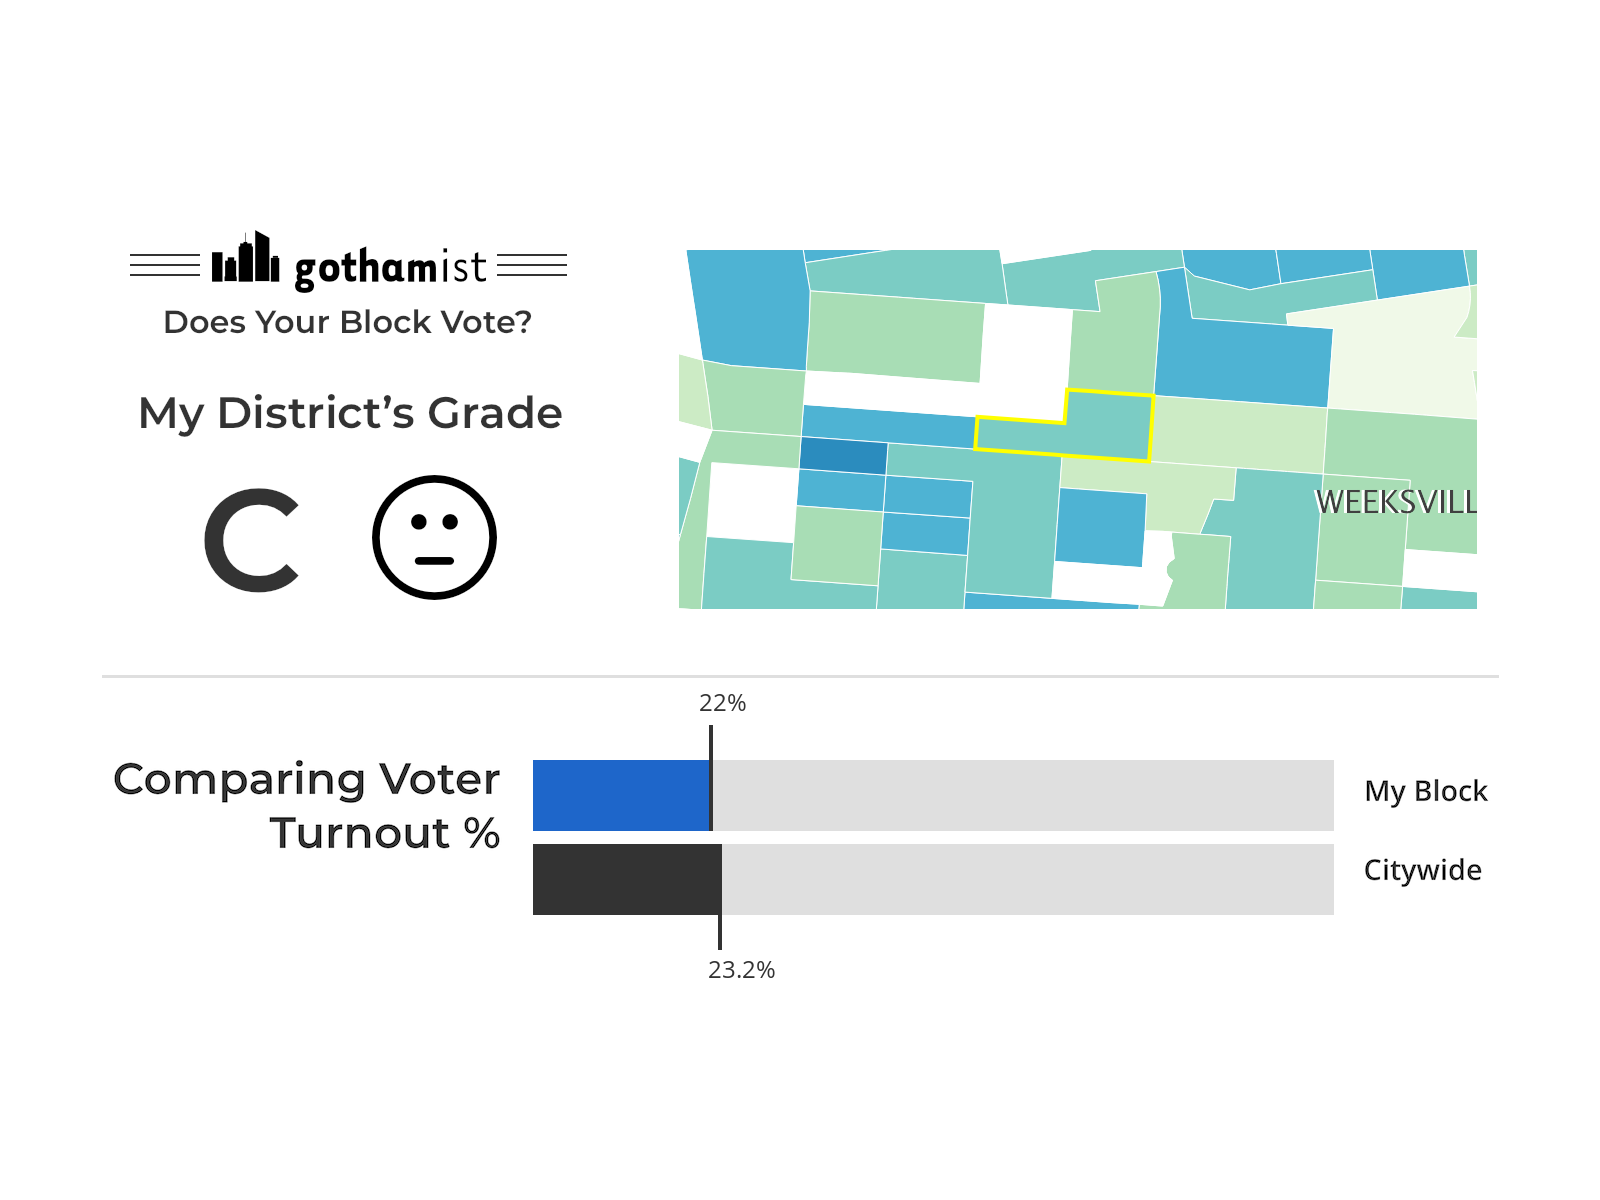 gothamist
Does Your Block Vote?
My District’s Grade
C
WEEKSVILL
22%
Comparing Voter
Turnout %
My Block
Citywide
23.2%